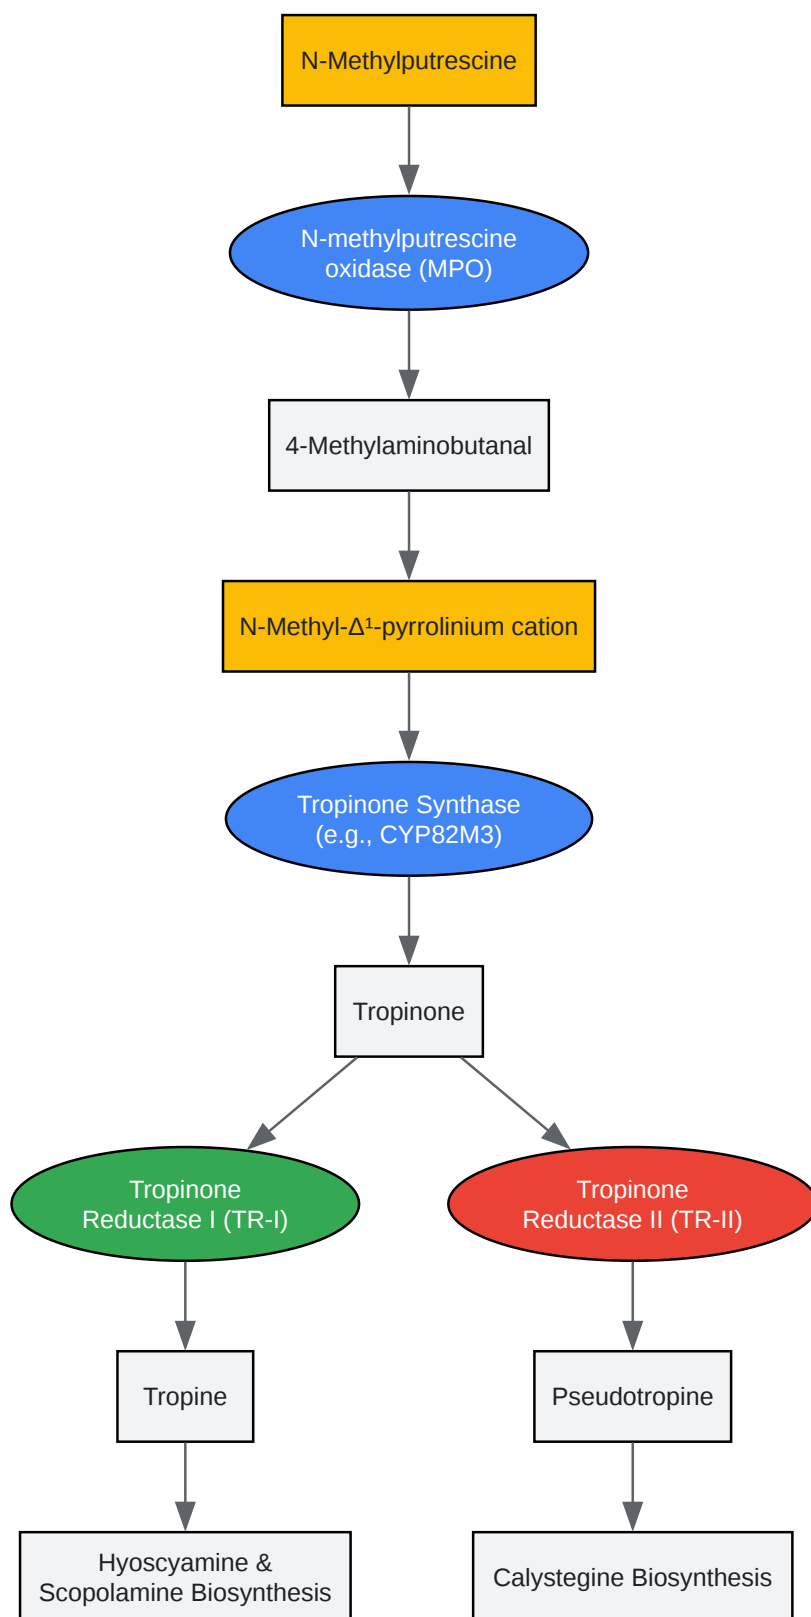 N-Methylputrescine
N-methylputrescine
oxidase (MPO)
4-Methylaminobutanal
N-Methyl-Δ¹-pyrrolinium cation
Tropinone Synthase
(e.g., CYP82M3)
Tropinone
Tropinone
Reductase I (TR-I)
Tropinone
Reductase II (TR-II)
Tropine
Pseudotropine
Hyoscyamine &
Scopolamine Biosynthesis
Calystegine Biosynthesis